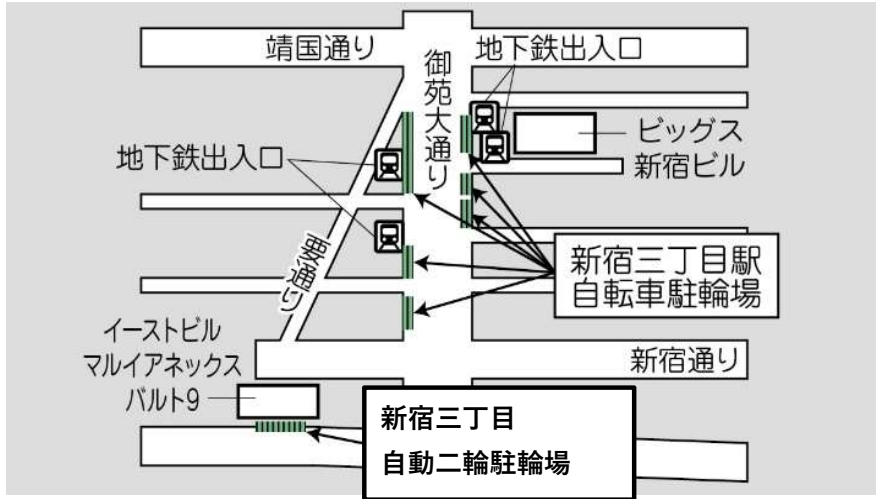 靖国通り
御苑大通り
地下鉄出入口
ビッグス
新宿ビル
地下鉄出入口
要通り
新宿三丁目駅
自転車駐輪場
イーストビル
マルイアネックス
バルト9
新宿通り
新宿三丁目
自動二輪駐輪場